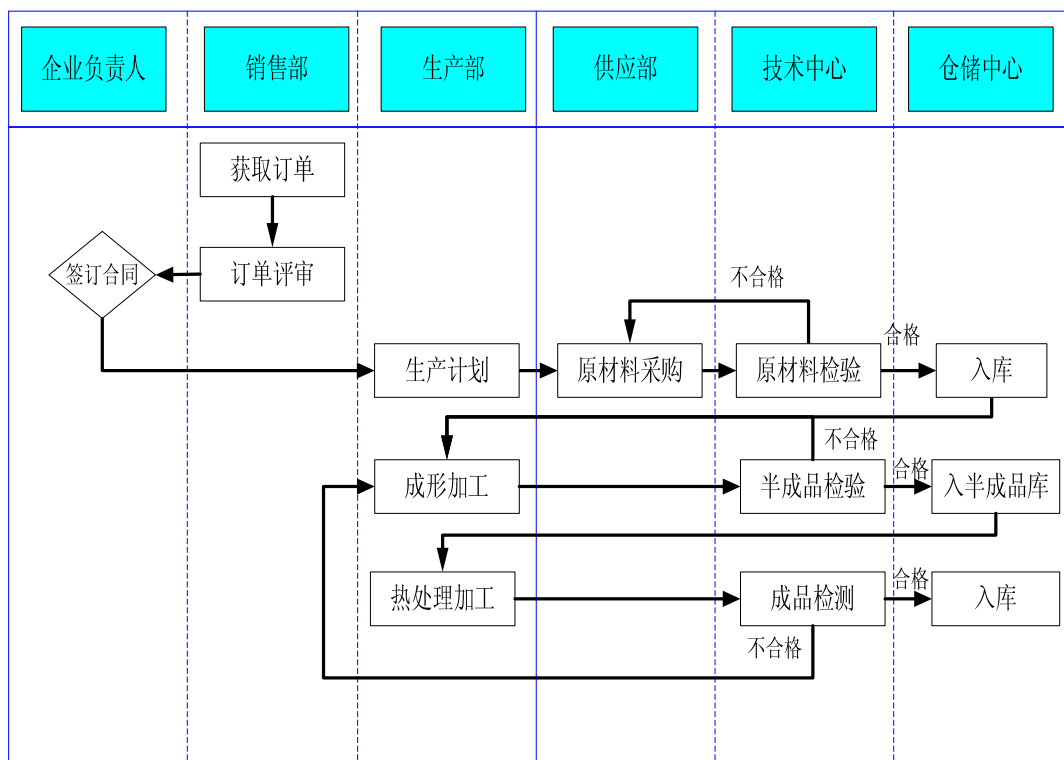 企业负责人
销售部
生产部
供应部
技术中心
仓储中心
获取订单
签订合同
订单评审
不合格
合格
生产计划
原材料采购
原材料检验
入库
不合格
合格
成形加工
半成品检验
入半成品库
合格
热处理加工
成品检测
入库
不合格